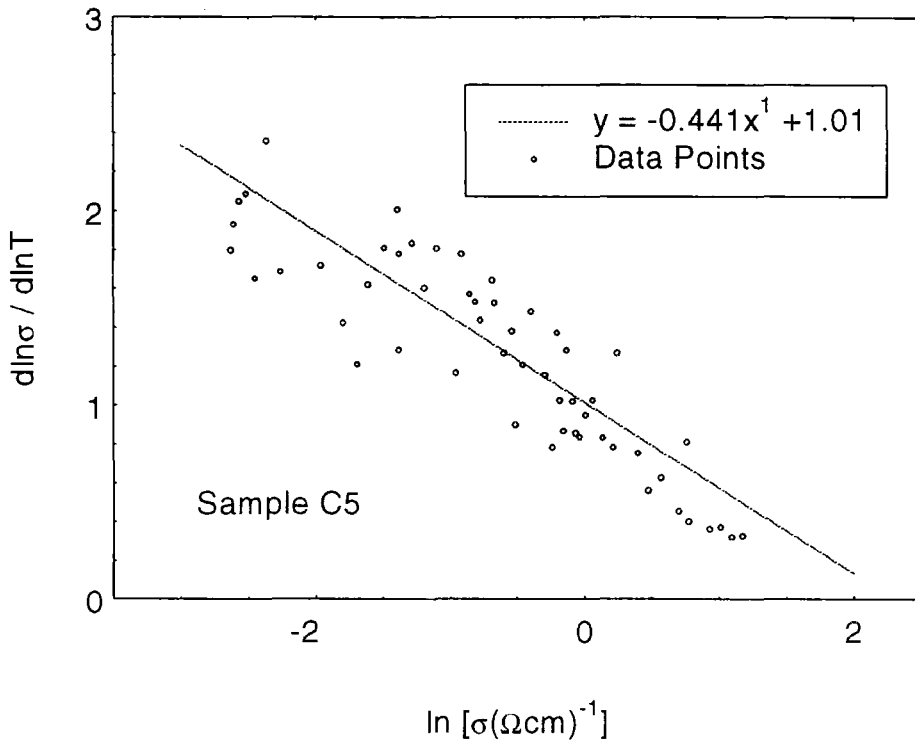 3
2
1
0
dlnσ / dlnT
y = -0.441x¹ +1.01
Data Points
Sample C5
-2 0 2
ln [σ(Ωcm)⁻¹]